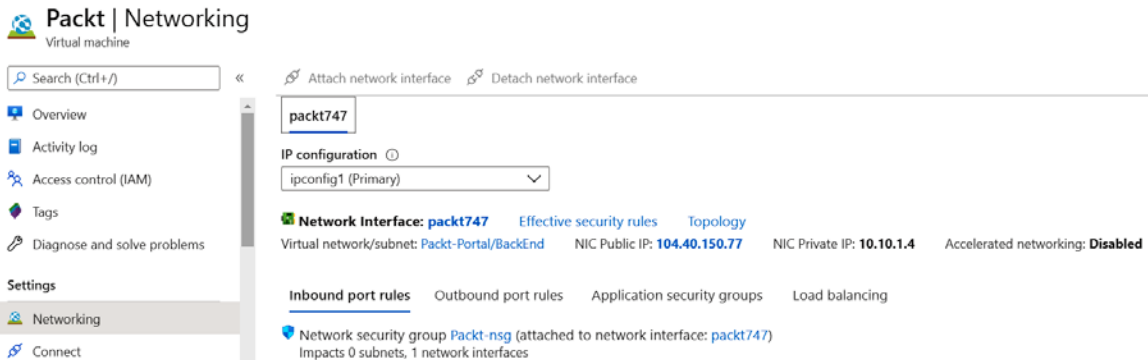 Packt | Networking
Virtual machine
Search (Ctrl+/)
«
Overview
Activity log
Access control (IAM)
Tags
Diagnose and solve problems
Settings
Networking
Connect
Attach network interface Detach network interface
packt747
IP configuration
ipconfig1 (Primary)
Network Interface: packt747 Effective security rules Topology
Virtual network/subnet: Packt-Portal/BackEnd NIC Public IP: 104.40.150.77 NIC Private IP: 10.10.1.4 Accelerated networking: Disabled
Inbound port rules Outbound port rules Application security groups Load balancing
Network security group Packt-nsg (attached to network interface: packt747)
Impacts 0 subnets, 1 network interfaces